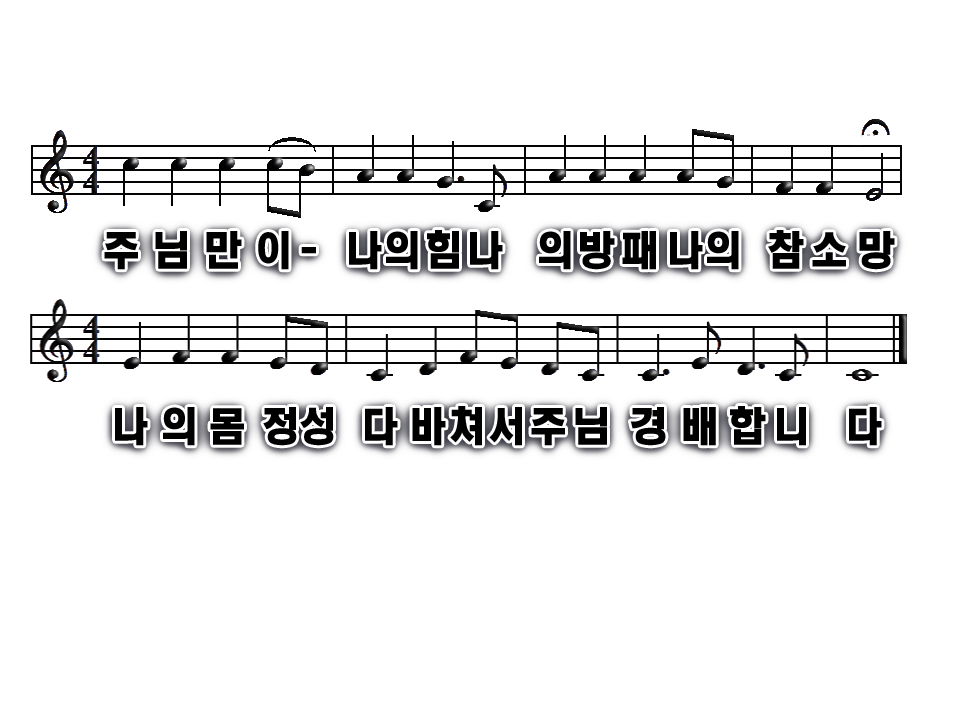 주 님 만 이 - 나의힘나 의방패나의 참소망
나 의 몸 정성 다 바쳐서주님 경 배합니 다